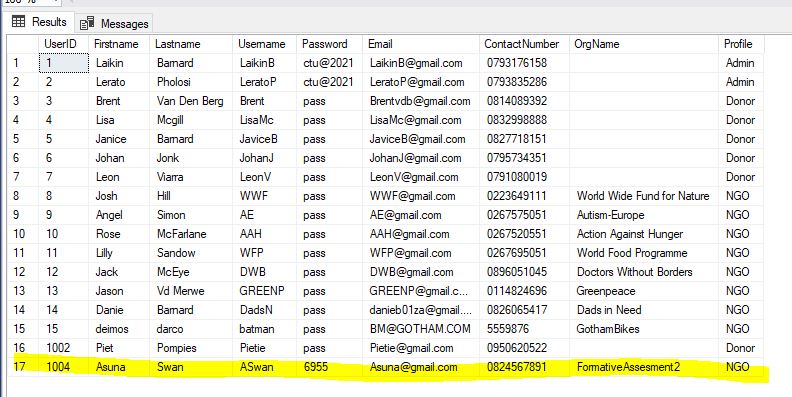 Results Messages
UserID Firstname Lastname Username Password Email ContactNumber OrgName Profile
1 1 Laikin Barnard LaikinB ctu@2021 LaikinB@gmail.com 0793176158 Admin
2 2 Lerato Pholosi LeratoP ctu@2021 LeratoP@gmail.com 0793835286 Admin
3 3 Brent Van Den Berg Brent pass Brentvdb@gmail.com 0814089392 Donor
4 4 Lisa Mcgill LisaMc pass LisaMc@gmail.com 0832998888 Donor
5 5 Janice Barnard JaviceB pass JaviceB@gmail.com 0827718151 Donor
6 6 Johan Jonk JohanJ pass JohanJ@gmail.com 0795734351 Donor
7 7 Leon Viarra LeonV pass LeonV@gmail.com 0791080019 Donor
8 8 Josh Hill WWF pass WWF@gmail.com 0223649111 World Wide Fund for Nature NGO
9 9 Angel Simon AE pass AE@gmail.com 0267575051 Autism-Europe NGO
10 10 Rose McFarlane AAH pass AAH@gmail.com 0267520551 Action Against Hunger NGO
11 11 Lilly Sandow WFP pass WFP@gmail.com 0267695051 World Food Programme NGO
12 12 Jack McEye DWB pass DWB@gmail.com 0896051045 Doctors Without Borders NGO
13 13 Jason Vd Merwe GREENP pass GREENP@gmail.c... 0114824696 Greenpeace NGO
14 14 Danie Barnard DadsN pass danieb01za@gmail.... 0826065417 Dads in Need NGO
15 15 deimos darco batman pass BM@GOTHAM.COM 5559876 GothamBikes NGO
16 1002 Piet Pompies Pietie pass Pietie@gmail.com 0950620522 Donor
17 1004 Asuna Swan ASwan 6955 Asuna@gmail.com 0824567891 FormativeAssesment2 NGO